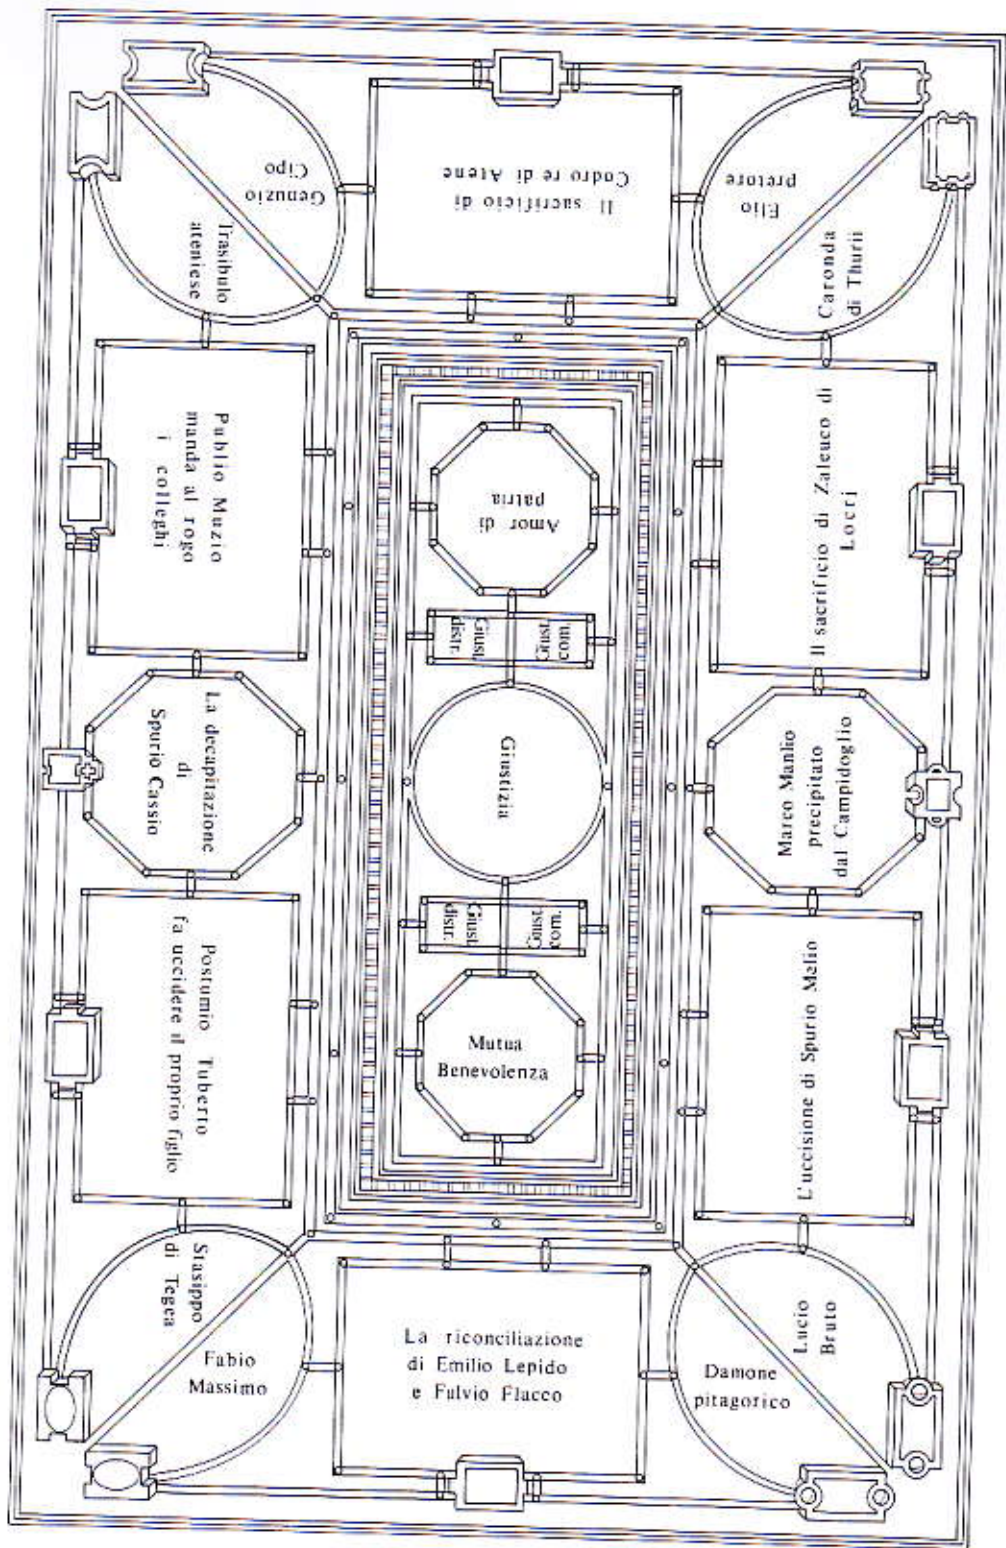 Genuzio
Cipo
Il sacrificio di
Codro re di Atene
Elio
pretore
Trasibulo
ateniese
Caronda
di Thurii
Publio Muzio
manda al rogo
i colleghi
Amor di
patria
Il sacrificio di Zaleuco di
Locri
Giust.
distr.
Giust.
com.
La decapitazione
di
Spurio Cassio
Giustizia
Marco Manlio
precipitato
dal Campidoglio
Giust.
distr.
Giust.
com.
Postumio Tuberro
fa uccidere il proprio figlio
Mutua
Benevolenza
L'uccisione di Spurio Melio
Stasippo
di Tegea
Fabio
Massimo
La riconciliazione
di Emilio Lepido
e Fulvio Flacco
Lucio
Bruto
Damone
pitagorico